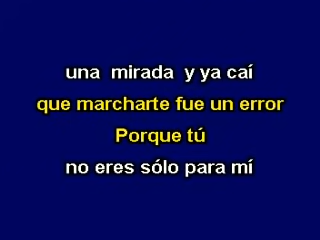 una mirada y ya caí
que marcharte fue un error
Porque tú
no eres sólo para mí